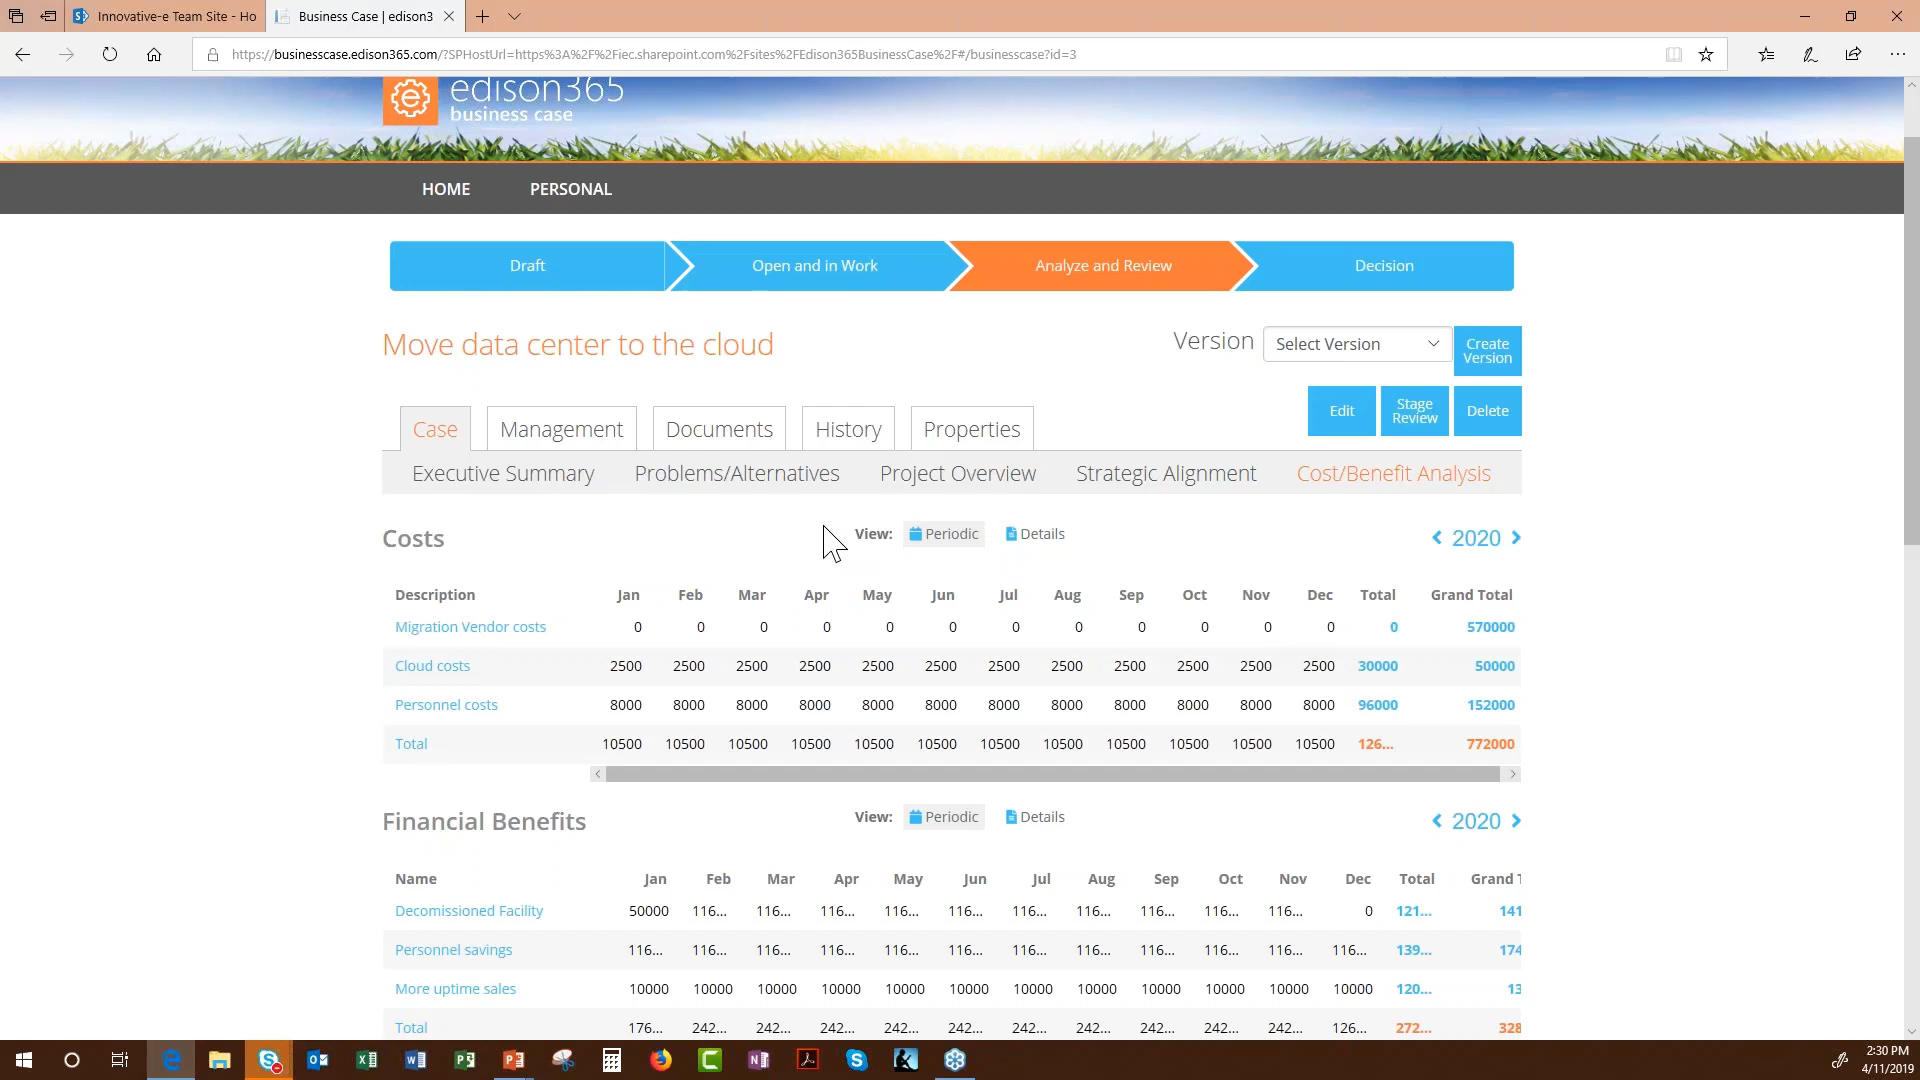 Innovative-e Team Site - Ho
Business Case | edison3
https://businesscase.edison365.com/?SPHostUrl=https%3A%2F%2Fiec.sharepoint.com%2Fsites%2FEdison365BusinessCase%2F#/businesscase?id=3
edison365
business case
HOME PERSONAL
Draft Open and in Work Analyze and Review Decision
Move data center to the cloud
Version Select Version Create Version
Edit Stage Review Delete
Case Management Documents History Properties
Executive Summary Problems/Alternatives Project Overview Strategic Alignment Cost/Benefit Analysis
Costs View: Periodic Details 2020
Description Jan Feb Mar Apr May Jun Jul Aug Sep Oct Nov Dec Total Grand Total
Migration Vendor costs 0 0 0 0 0 0 0 0 0 0 0 0 0 570000
Cloud costs 2500 2500 2500 2500 2500 2500 2500 2500 2500 2500 2500 2500 30000 50000
Personnel costs 8000 8000 8000 8000 8000 8000 8000 8000 8000 8000 8000 8000 96000 152000
Total 10500 10500 10500 10500 10500 10500 10500 10500 10500 10500 10500 10500 126... 772000
Financial Benefits View: Periodic Details 2020
Name Jan Feb Mar Apr May Jun Jul Aug Sep Oct Nov Dec Total Grand T
Decomissioned Facility 50000 116... 116... 116... 116... 116... 116... 116... 116... 116... 116... 0 121... 141
Personnel savings 116... 116... 116... 116... 116... 116... 116... 116... 116... 116... 116... 116... 139... 174
More uptime sales 10000 10000 10000 10000 10000 10000 10000 10000 10000 10000 10000 10000 120... 13
Total 176... 242... 242... 242... 242... 242... 242... 242... 242... 242... 242... 126... 272... 328
2:30 PM
4/11/2019